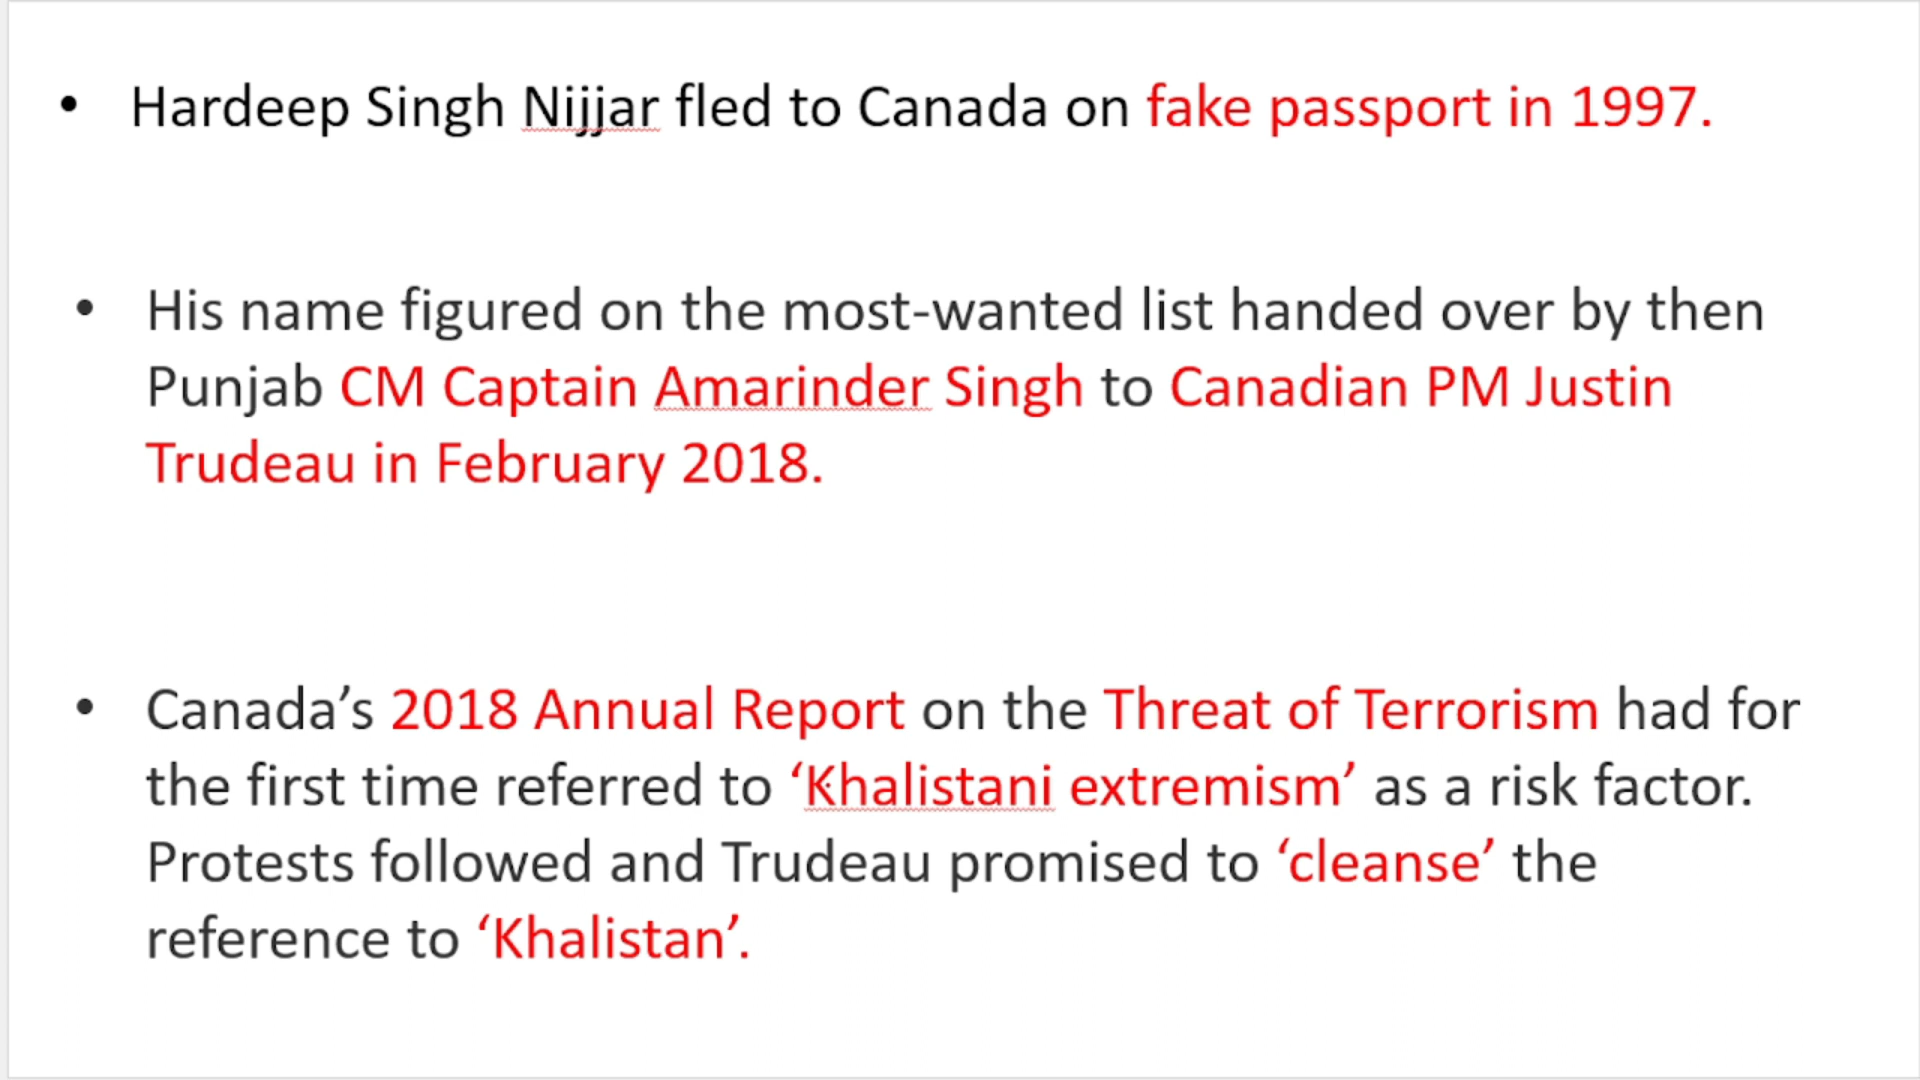 • Hardeep Singh Nijjar fled to Canada on fake passport in 1997.
• His name figured on the most-wanted list handed over by then
Punjab CM Captain Amarinder Singh to Canadian PM Justin
Trudeau in February 2018.
• Canada’s 2018 Annual Report on the Threat of Terrorism had for
the first time referred to ‘Khalistani extremism’ as a risk factor.
Protests followed and Trudeau promised to ‘cleanse’ the
reference to ‘Khalistan’.